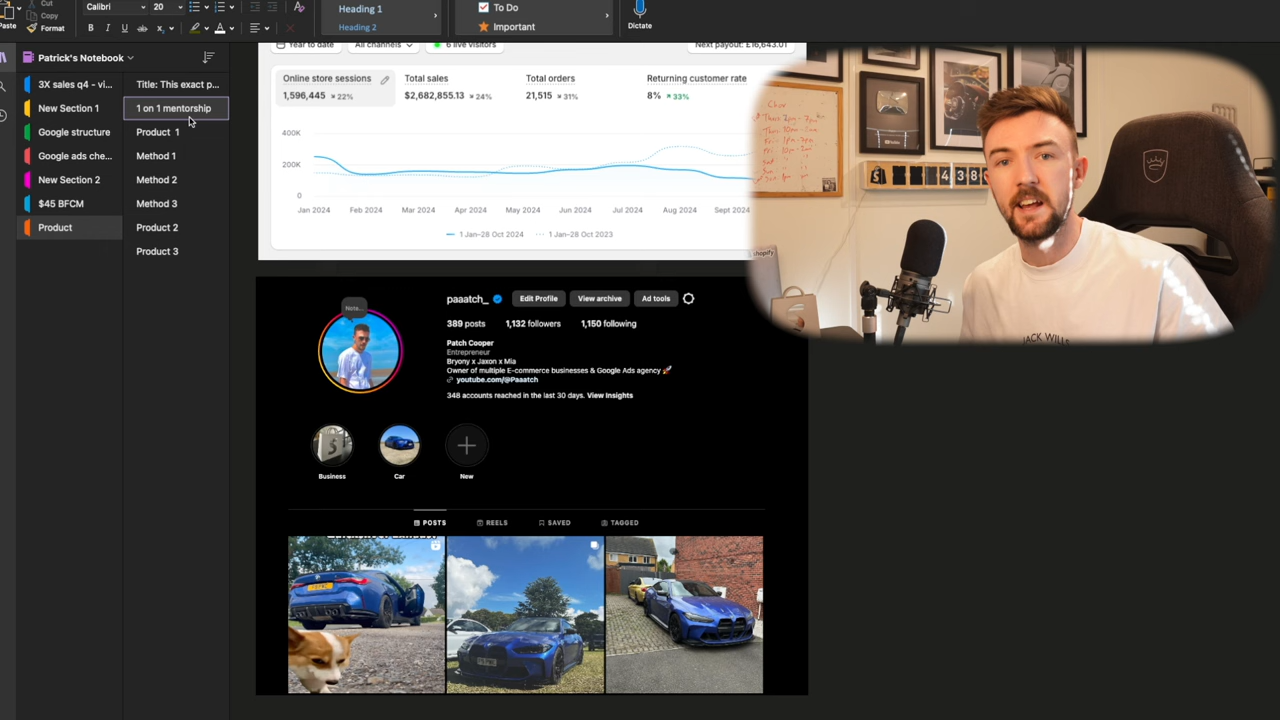 Cut
Copy
Paste
Format
Calibri
20
B I U ab x₂ A
Heading 1
Heading 2
To Do
Important
Dictate
Patrick's Notebook
3X sales q4 - vi...
New Section 1
Google structure
Google ads che...
New Section 2
$45 BFCM
Product
Title: This exact p...
1 on 1 mentorship
Product 1
Method 1
Method 2
Method 3
Product 2
Product 3
Year to date
All channels
6 live visitors
Next payout: £16,643.01
Online store sessions
1,596,445 22%
Total sales
$2,682,855.13 24%
Total orders
21,515 31%
Returning customer rate
8% 33%
400K
200K
0
Jan 2024 Feb 2024 Mar 2024 Apr 2024 May 2024 Jun 2024 Jul 2024 Aug 2024 Sept 2024
1 Jan–28 Oct 2024 1 Jan–28 Oct 2023
Note...
paaatch_ Edit Profile View archive Ad tools
389 posts 1,132 followers 1,150 following
Patch Cooper
Entrepreneur
Bryony x Jaxon x Mia
Owner of multiple E-commerce businesses & Google Ads agency 🚀
youtube.com/@Paaatch
348 accounts reached in the last 30 days. View Insights
Business
Car
New
POSTS REELS SAVED TAGGED
shopify
JACK WILLS